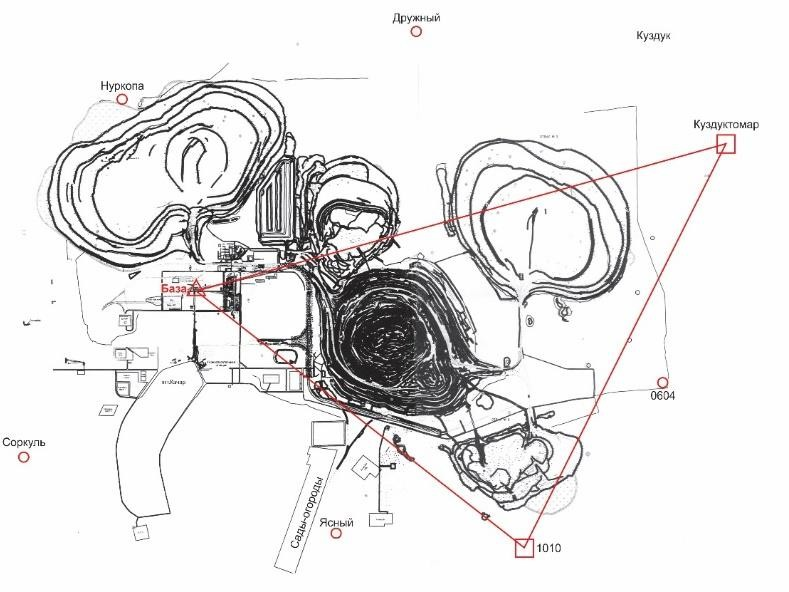 Дружный
Куздук
Нуркопа
Куздуктомар
База
0604
Соркуль
Сады-огороды
Ясный
1010